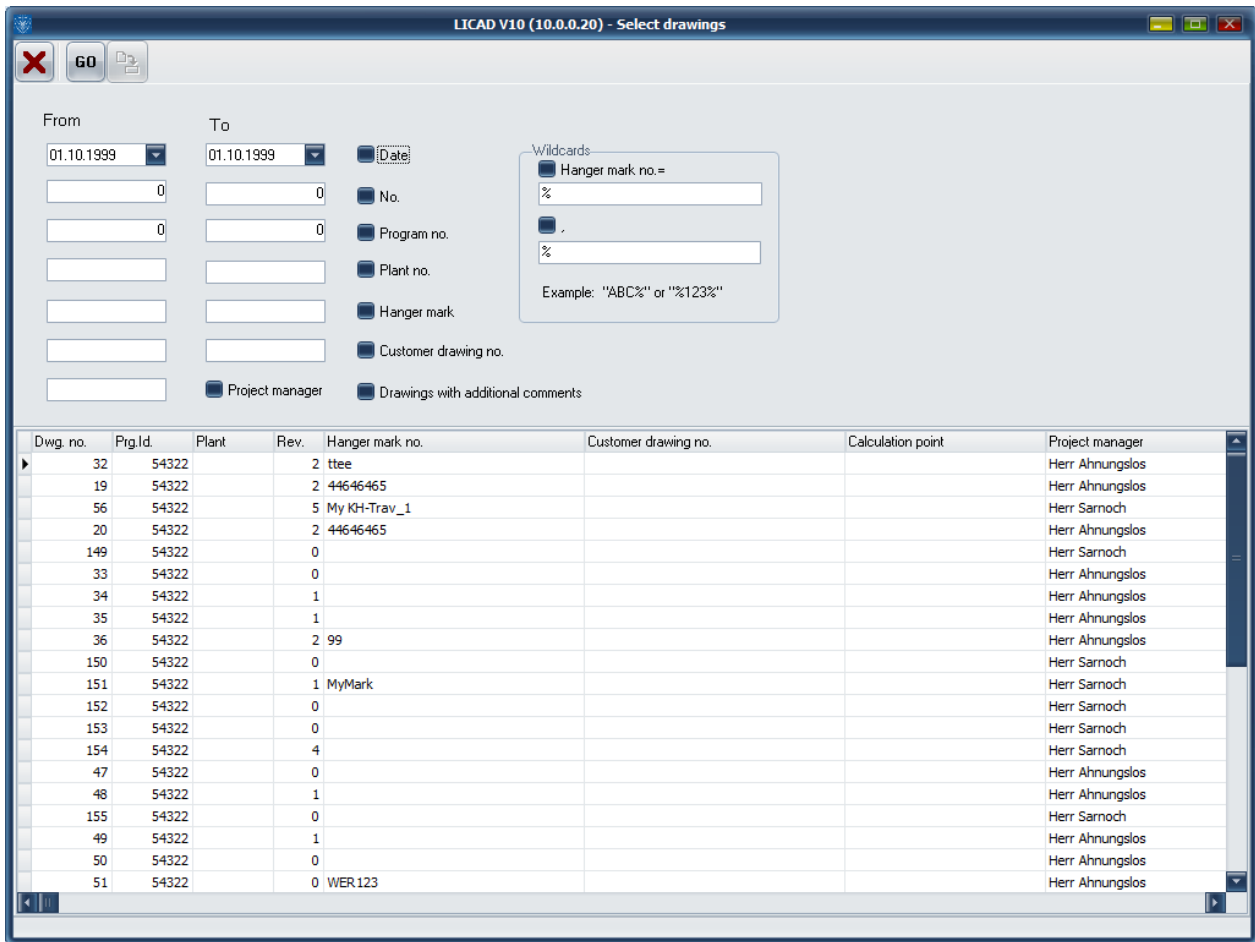 LICAD V10 (10.0.0.20) - Select drawings
GO
From To
01.10.1999 01.10.1999 Date
0 0 No.
0 0 Program no.
Plant no.
Hanger mark
Customer drawing no.
Project manager Drawings with additional comments
Wildcards
Hanger mark no.=
%
,
%
Example: "ABC%" or "%123%"
Dwg. no. Prg.Id. Plant Rev. Hanger mark no. Customer drawing no. Calculation point Project manager
32 54322 2 ttee Herr Ahnungslos
19 54322 2 44646465 Herr Ahnungslos
56 54322 5 My KH-Trav_1 Herr Sarnoch
20 54322 2 44646465 Herr Ahnungslos
149 54322 0 Herr Sarnoch
33 54322 0 Herr Ahnungslos
34 54322 1 Herr Ahnungslos
35 54322 1 Herr Ahnungslos
36 54322 2 99 Herr Ahnungslos
150 54322 0 Herr Sarnoch
151 54322 1 MyMark Herr Sarnoch
152 54322 0 Herr Sarnoch
153 54322 0 Herr Sarnoch
154 54322 4 Herr Sarnoch
47 54322 0 Herr Ahnungslos
48 54322 1 Herr Ahnungslos
155 54322 0 Herr Sarnoch
49 54322 1 Herr Ahnungslos
50 54322 0 Herr Ahnungslos
51 54322 0 WER123 Herr Ahnungslos